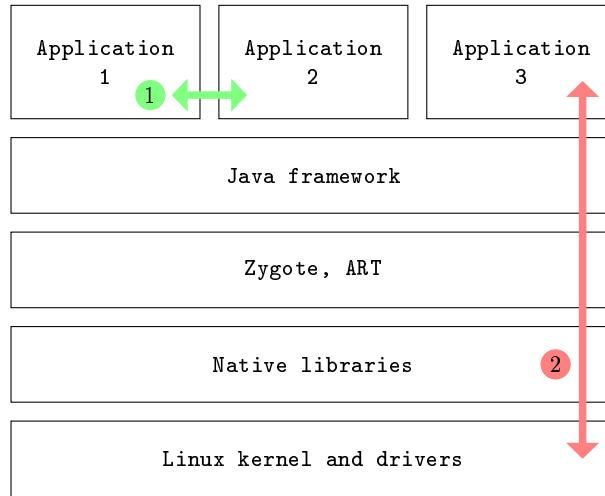 Application
1
Application
2
Application
3
1
Java framework
Zygote, ART
Native libraries
2
Linux kernel and drivers